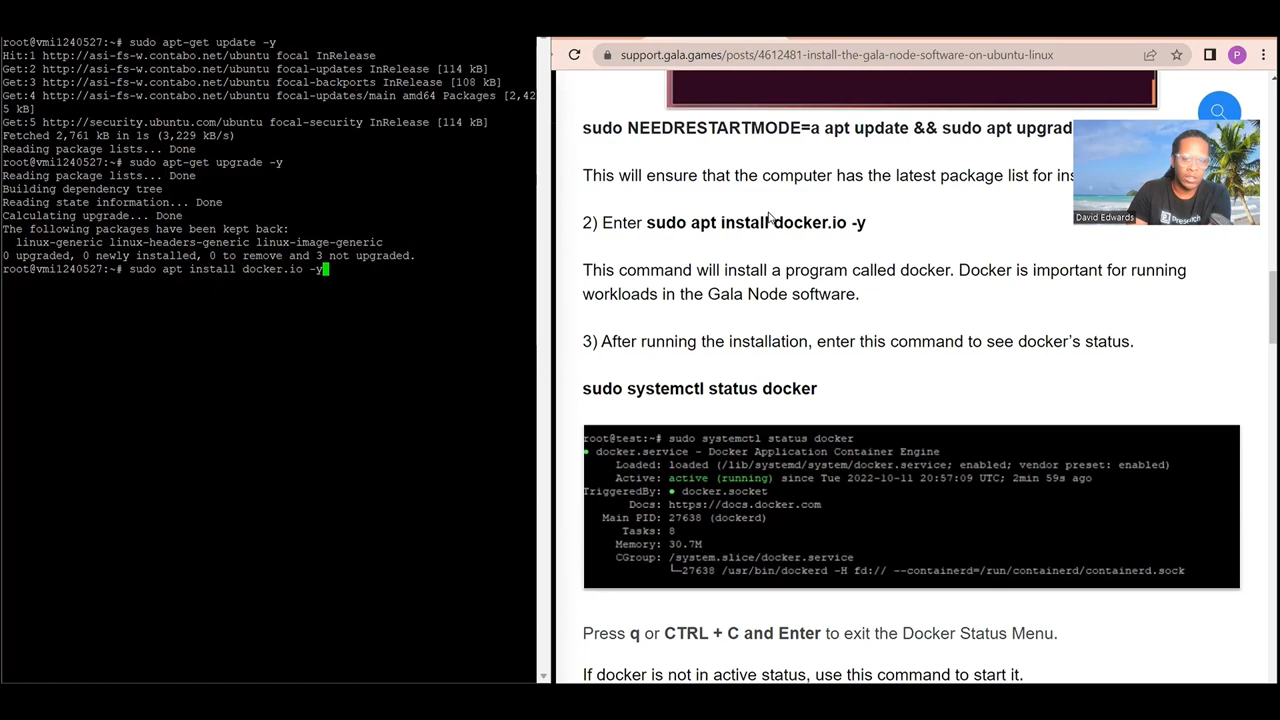 root@vmi1240527:~# sudo apt-get update -y
Hit:1 http://asi-fs-w.contabo.net/ubuntu focal InRelease
Get:2 http://asi-fs-w.contabo.net/ubuntu focal-updates InRelease [114 kB]
Get:3 http://asi-fs-w.contabo.net/ubuntu focal-backports InRelease [108 kB]
Get:4 http://asi-fs-w.contabo.net/ubuntu focal-updates/main amd64 Packages [2,42
5 kB]
Get:5 http://security.ubuntu.com/ubuntu focal-security InRelease [114 kB]
Fetched 2,761 kB in 1s (3,229 kB/s)
Reading package lists... Done
root@vmi1240527:~# sudo apt-get upgrade -y
Reading package lists... Done
Building dependency tree
Reading state information... Done
Calculating upgrade... Done
The following packages have been kept back:
linux-generic linux-headers-generic linux-image-generic
0 upgraded, 0 newly installed, 0 to remove and 3 not upgraded.
root@vmi1240527:~# sudo apt install docker.io -y
support.gala.games/posts/4612481-install-the-gala-node-software-on-ubuntu-linux
P
sudo NEEDRESTARTMODE=a apt update && sudo apt upgrad
This will ensure that the computer has the latest package list for ins
David Edwards
2) Enter sudo apt install docker.io -y
This command will install a program called docker. Docker is important for running
workloads in the Gala Node software.
3) After running the installation, enter this command to see docker’s status.
sudo systemctl status docker
root@test:~# sudo systemctl status docker
● docker.service - Docker Application Container Engine
Loaded: loaded (/lib/systemd/system/docker.service; enabled; vendor preset: enabled)
Active: active (running) since Tue 2022-10-11 20:57:09 UTC; 2min 59s ago
TriggeredBy: ● docker.socket
Docs: https://docs.docker.com
Main PID: 27638 (dockerd)
Tasks: 8
Memory: 30.7M
CGroup: /system.slice/docker.service
└─27638 /usr/bin/dockerd -H fd:// --containerd=/run/containerd/containerd.sock
Press q or CTRL + C and Enter to exit the Docker Status Menu.
If docker is not in active status, use this command to start it.